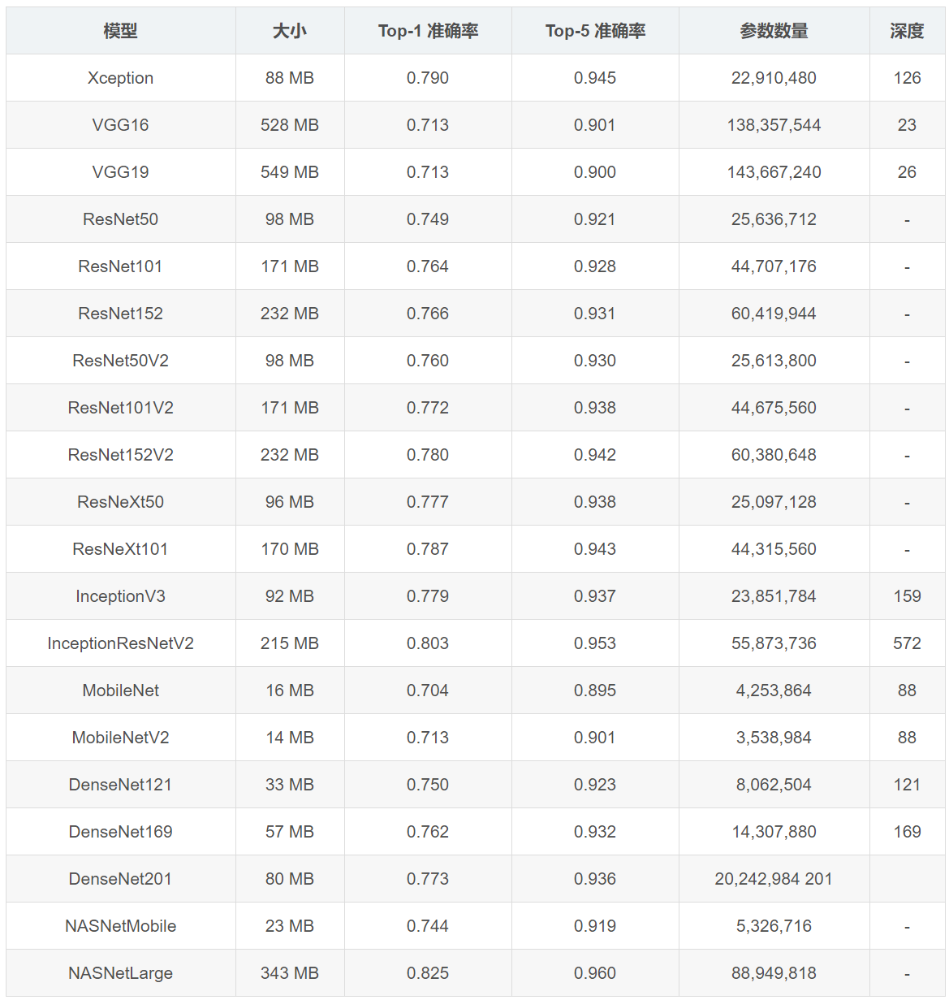 模型 大小 Top-1 准确率 Top-5 准确率 参数数量 深度
Xception 88 MB 0.790 0.945 22,910,480 126
VGG16 528 MB 0.713 0.901 138,357,544 23
VGG19 549 MB 0.713 0.900 143,667,240 26
ResNet50 98 MB 0.749 0.921 25,636,712 -
ResNet101 171 MB 0.764 0.928 44,707,176 -
ResNet152 232 MB 0.766 0.931 60,419,944 -
ResNet50V2 98 MB 0.760 0.930 25,613,800 -
ResNet101V2 171 MB 0.772 0.938 44,675,560 -
ResNet152V2 232 MB 0.780 0.942 60,380,648 -
ResNeXt50 96 MB 0.777 0.938 25,097,128 -
ResNeXt101 170 MB 0.787 0.943 44,315,560 -
InceptionV3 92 MB 0.779 0.937 23,851,784 159
InceptionResNetV2 215 MB 0.803 0.953 55,873,736 572
MobileNet 16 MB 0.704 0.895 4,253,864 88
MobileNetV2 14 MB 0.713 0.901 3,538,984 88
DenseNet121 33 MB 0.750 0.923 8,062,504 121
DenseNet169 57 MB 0.762 0.932 14,307,880 169
DenseNet201 80 MB 0.773 0.936 20,242,984 201
NASNetMobile 23 MB 0.744 0.919 5,326,716 -
NASNetLarge 343 MB 0.825 0.960 88,949,818 -